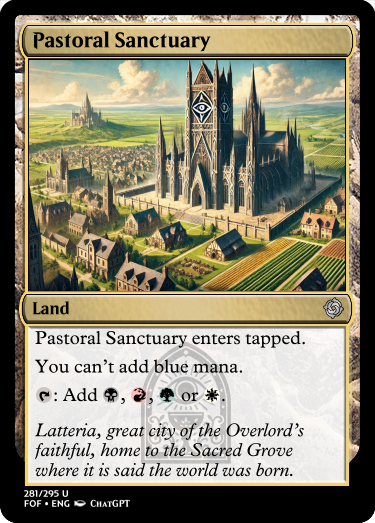 Pastoral Sanctuary
Land
Pastoral Sanctuary enters tapped.
You can't add blue mana.
: Add , , or .
Latteria, great city of the Overlord's
faithful, home to the Sacred Grove
where it is said the world was born.
281/295 U
FOF • ENG ChatGPT